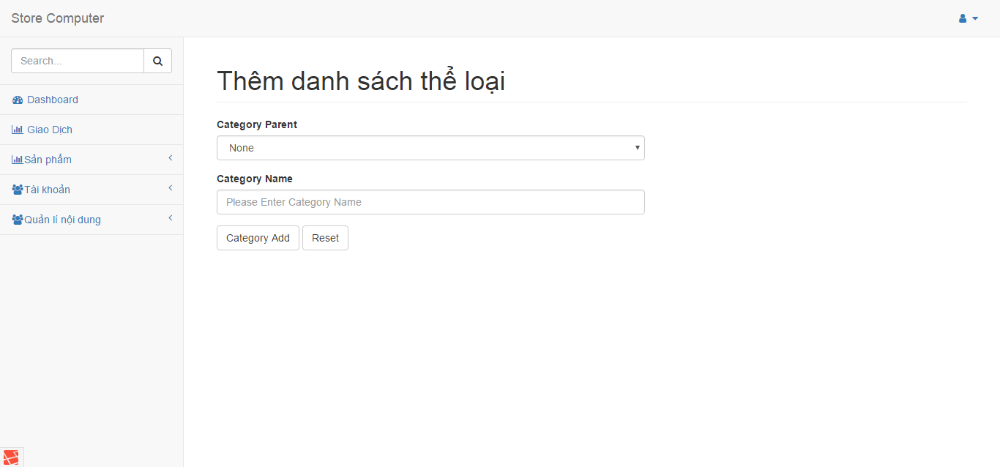 Store Computer
Search...
Dashboard
Giao Dịch
Sản phẩm
Tài khoản
Quản lí nội dung
Thêm danh sách thể loại
Category Parent
None
Category Name
Please Enter Category Name
Category Add Reset